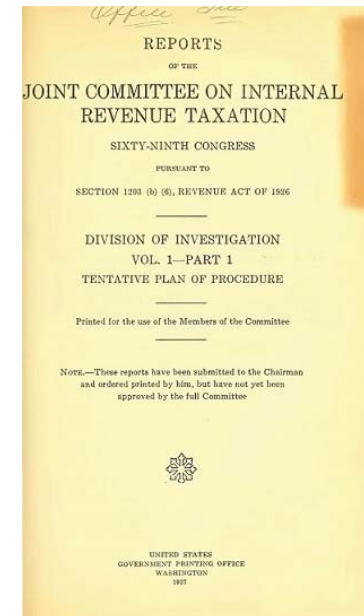 Office File
REPORTS
OF THE
JOINT COMMITTEE ON INTERNAL
REVENUE TAXATION
SIXTY-NINTH CONGRESS
PURSUANT TO
SECTION 1203 (b) (6), REVENUE ACT OF 1926
DIVISION OF INVESTIGATION
VOL. 1—PART 1
TENTATIVE PLAN OF PROCEDURE
Printed for the use of the Members of the Committee
NOTE.—These reports have been submitted to the Chairman
and ordered printed by him, but have not yet been
approved by the full Committee
UNITED STATES
GOVERNMENT PRINTING OFFICE
WASHINGTON
1927